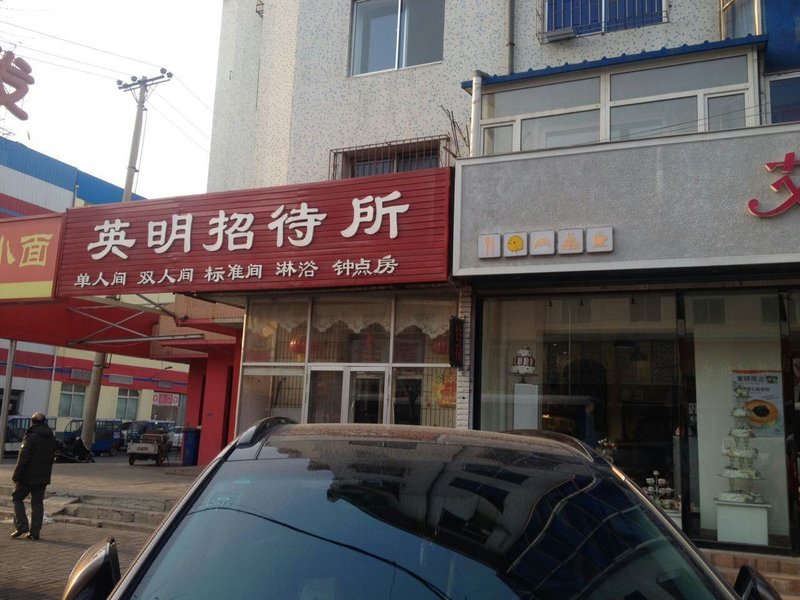 发
小面
英明招待所
单人间 双人间 标准间 淋浴 钟点房